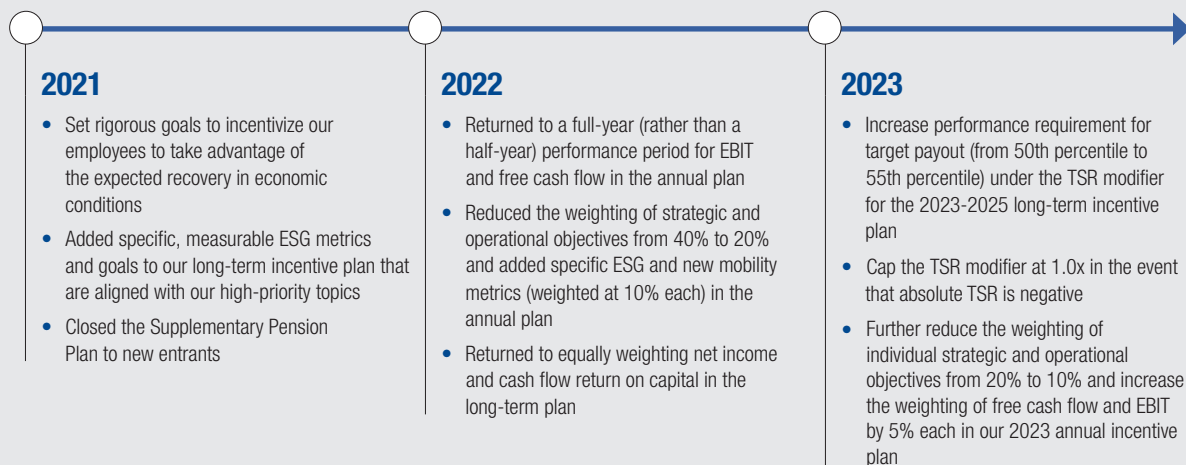 2021
• Set rigorous goals to incentivize our
employees to take advantage of
the expected recovery in economic
conditions
• Added specific, measurable ESG metrics
and goals to our long-term incentive plan that
are aligned with our high-priority topics
• Closed the Supplementary Pension
Plan to new entrants
2022
• Returned to a full-year (rather than a
half-year) performance period for EBIT
and free cash flow in the annual plan
• Reduced the weighting of strategic and
operational objectives from 40% to 20%
and added specific ESG and new mobility
metrics (weighted at 10% each) in the
annual plan
• Returned to equally weighting net income
and cash flow return on capital in the
long-term plan
2023
• Increase performance requirement for
target payout (from 50th percentile to
55th percentile) under the TSR modifier
for the 2023-2025 long-term incentive
plan
• Cap the TSR modifier at 1.0x in the event
that absolute TSR is negative
• Further reduce the weighting of
individual strategic and operational
objectives from 20% to 10% and increase
the weighting of free cash flow and EBIT
by 5% each in our 2023 annual incentive
plan